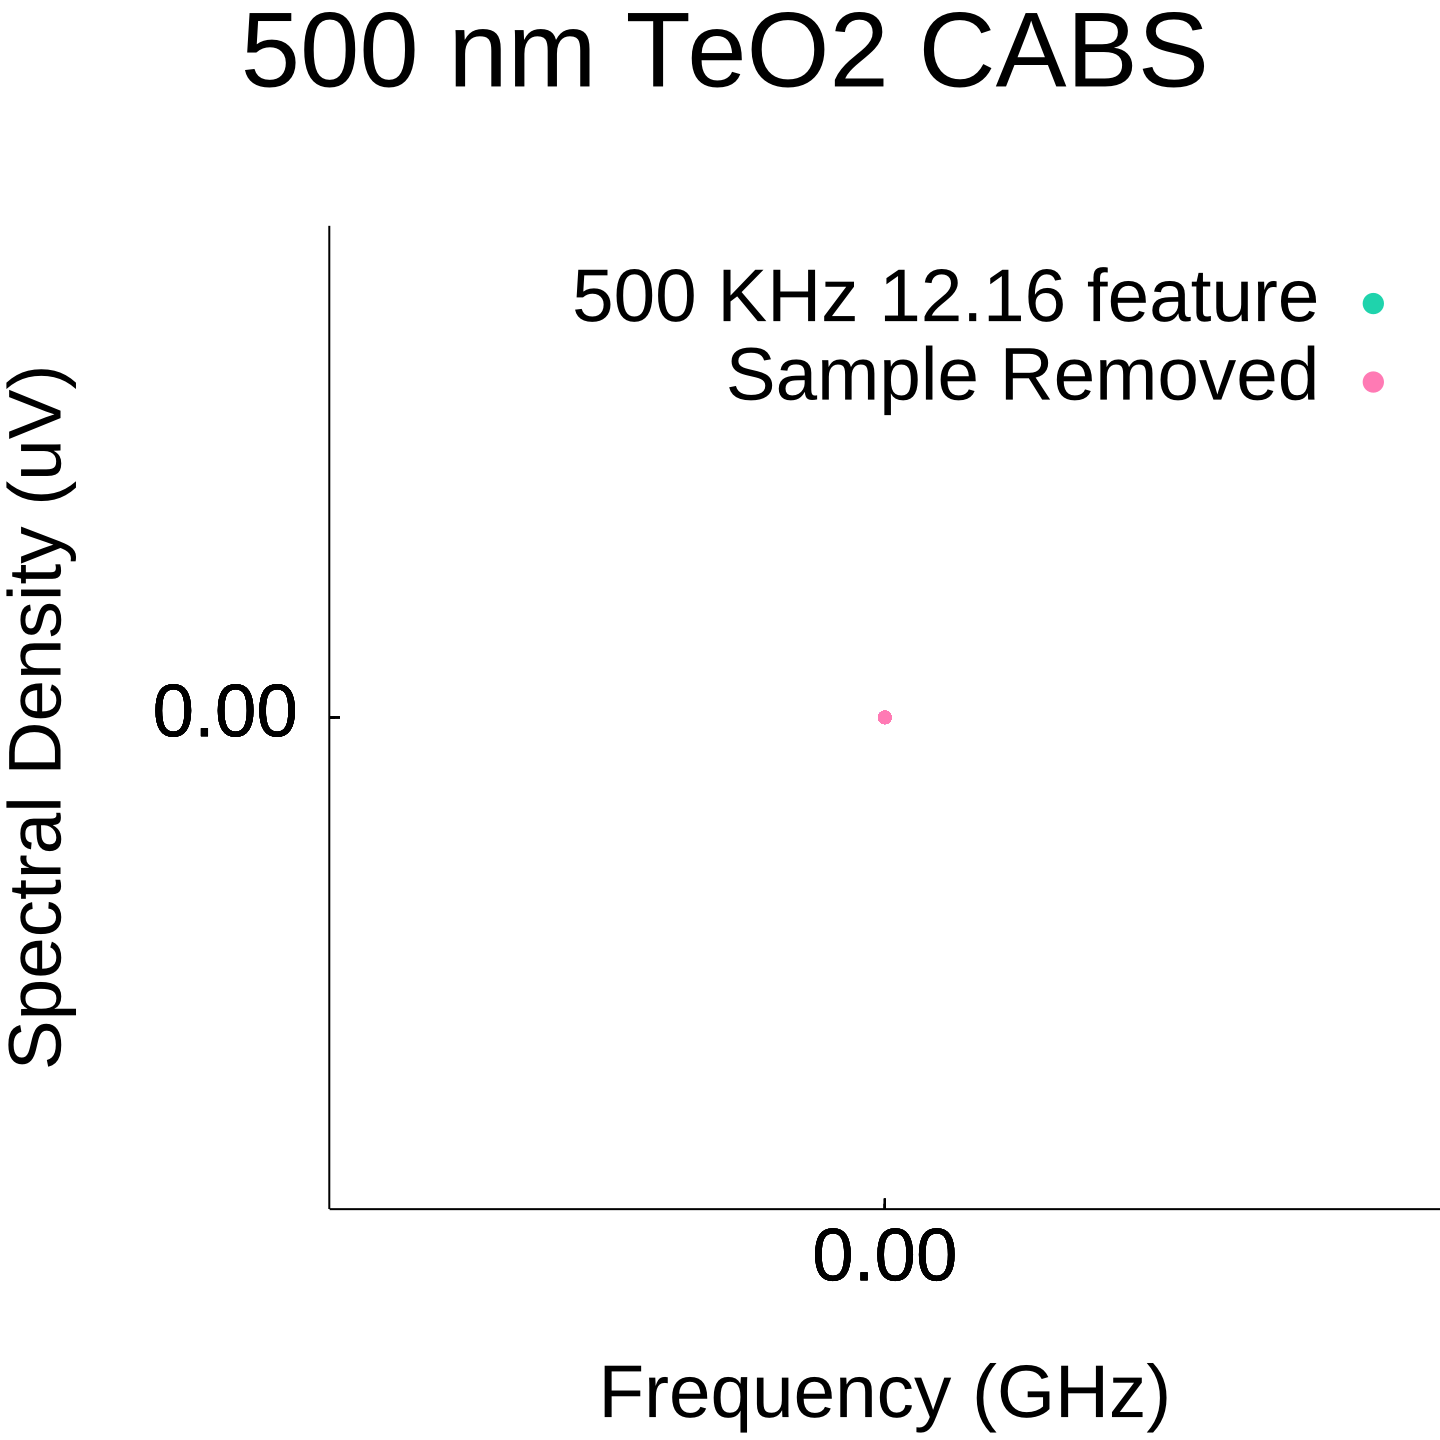 500 nm TeO2 CABS
500 KHz 12.16 feature
Sample Removed
Spectral Density (uV)
0.00
0.00
Frequency (GHz)